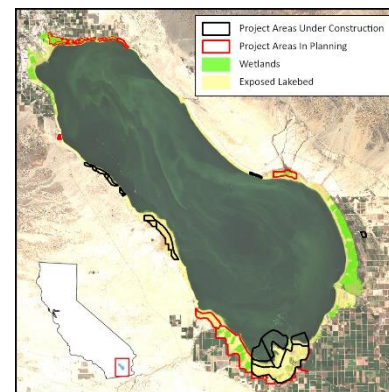 Project Areas Under Construction
Project Areas In Planning
Wetlands
Exposed Lakebed